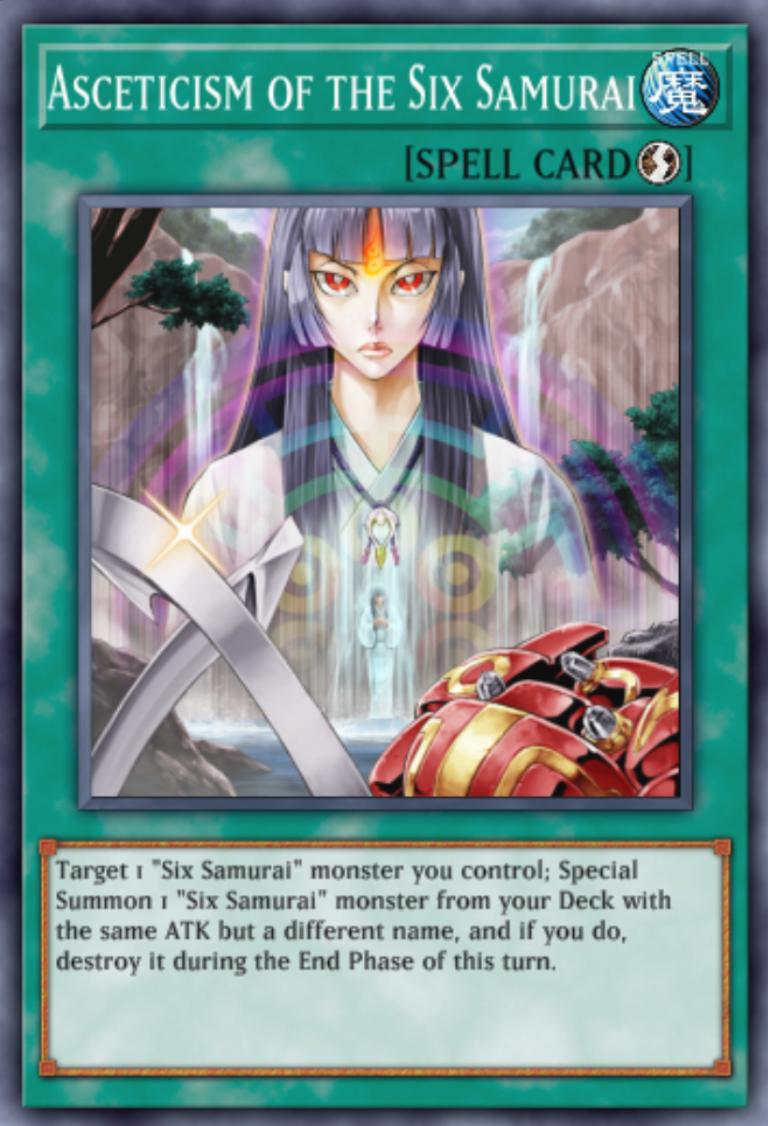 ASCETICISM OF THE SIX SAMURAI
SPELL
魔
[SPELL CARD]
Target 1 "Six Samurai" monster you control; Special
Summon 1 "Six Samurai" monster from your Deck with
the same ATK but a different name, and if you do,
destroy it during the End Phase of this turn.